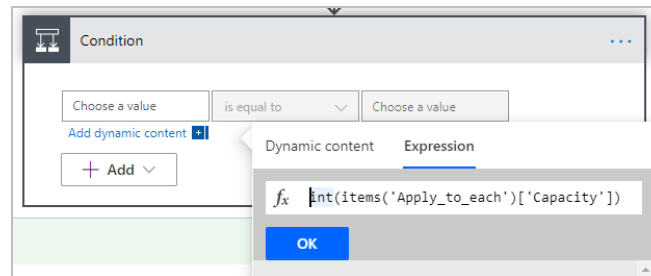 Condition
...
Choose a value
is equal to
Choose a value
Add dynamic content
+ Add
Dynamic content
Expression
fx int(items('Apply_to_each')['Capacity'])
OK